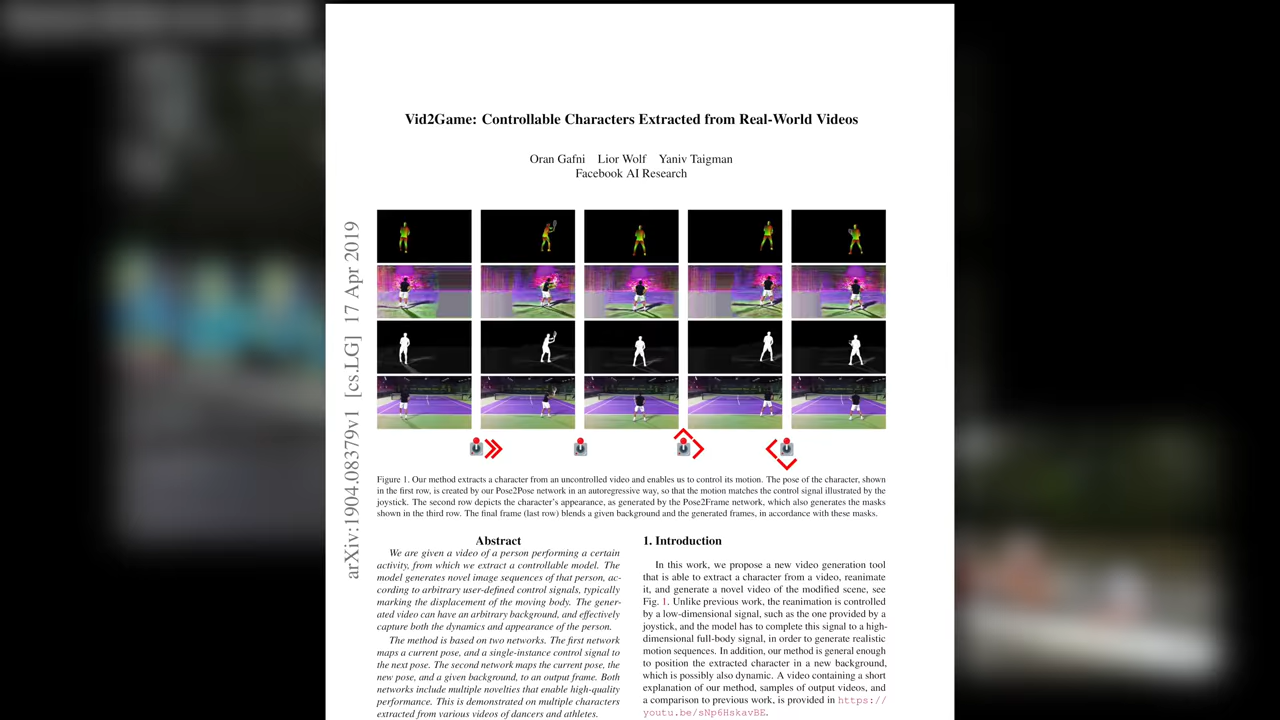 Vid2Game: Controllable Characters Extracted from Real-World Videos
Oran Gafni Lior Wolf Yaniv Taigman
Facebook AI Research
arXiv:1904.08379v1 [cs.LG] 17 Apr 2019
Figure 1. Our method extracts a character from an uncontrolled video and enables us to control its motion. The pose of the character, shown
in the first row, is created by our Pose2Pose network in an autoregressive way, so that the motion matches the control signal illustrated by the
joystick. The second row depicts the character's appearance, as generated by the Pose2Frame network, which also generates the masks
shown in the third row. The final frame (last row) blends a given background and the generated frames, in accordance with these masks.
Abstract
We are given a video of a person performing a certain
activity, from which we extract a controllable model. The
model generates novel image sequences of that person, ac-
cording to arbitrary user-defined control signals, typically
marking the displacement of the moving body. The gener-
ated video can have an arbitrary background, and effectively
capture both the dynamics and appearance of the person.
The method is based on two networks. The first network
maps a current pose, and a single-instance control signal to
the next pose. The second network maps the current pose, the
new pose, and a given background, to an output frame. Both
networks include multiple novelties that enable high-quality
performance. This is demonstrated on multiple characters
extracted from various videos of dancers and athletes.
1. Introduction
In this work, we propose a new video generation tool
that is able to extract a character from a video, reanimate
it, and generate a novel video of the modified scene, see
Fig. 1. Unlike previous work, the reanimation is controlled
by a low-dimensional signal, such as the one provided by a
joystick, and the model has to complete this signal to a high-
dimensional full-body signal, in order to generate realistic
motion sequences. In addition, our method is general enough
to position the extracted character in a new background,
which is possibly also dynamic. A video containing a short
explanation of our method, samples of output videos, and
a comparison to previous work, is provided in https://
youtu.be/sNp6HskavBE.